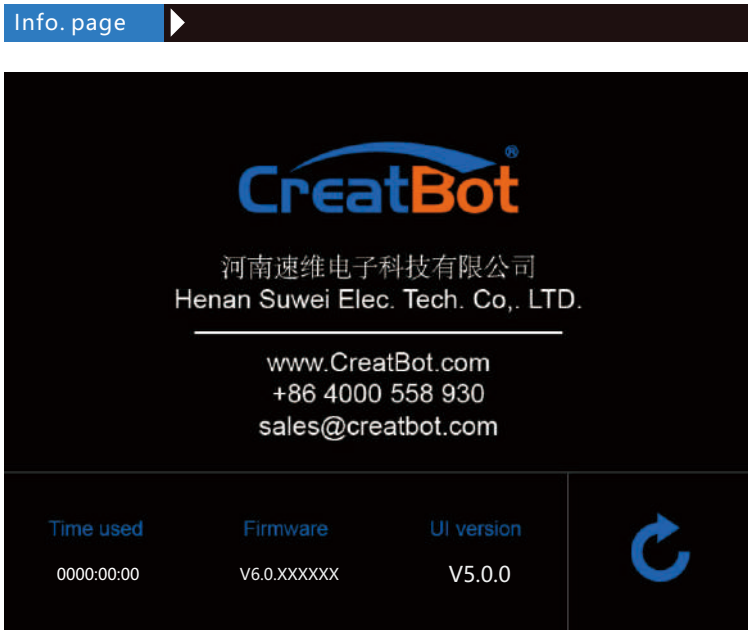 Info. page
CreatBot®
河南速维电子科技有限公司
Henan Suwei Elec. Tech. Co,. LTD.
www.CreatBot.com
+86 4000 558 930
sales@creatbot.com
Time used Firmware UI version
0000:00:00 V6.0.XXXXXX V5.0.0